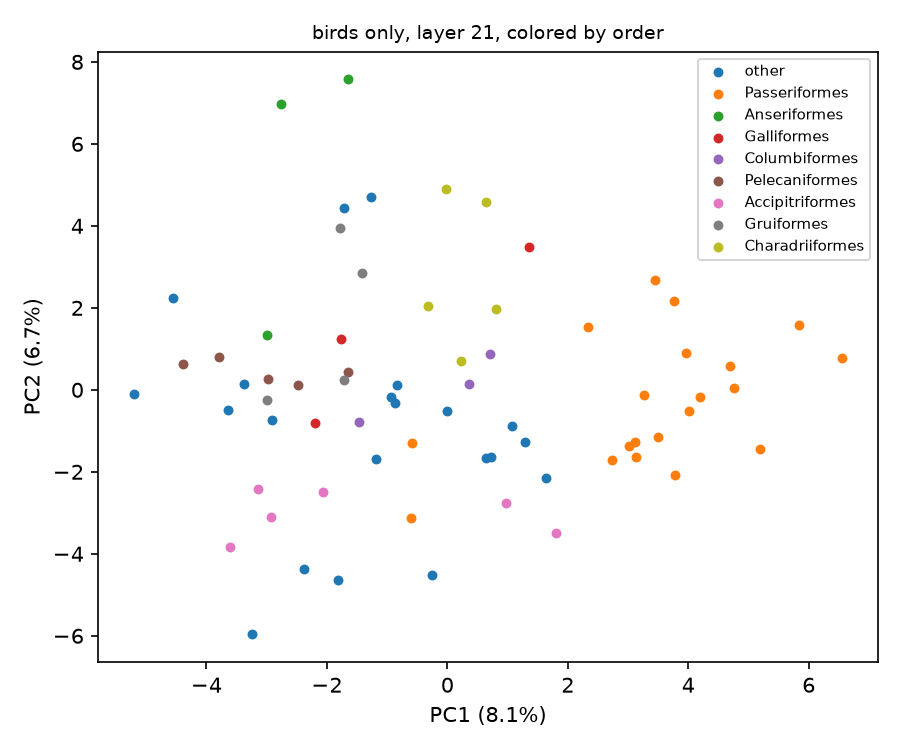 birds only, layer 21, colored by order
8
6
4
2
0
−2
−4
−6
PC2 (6.7%)
−4 −2 0 2 4 6
PC1 (8.1%)
other
Passeriformes
Anseriformes
Galliformes
Columbiformes
Pelecaniformes
Accipitriformes
Gruiformes
Charadriiformes